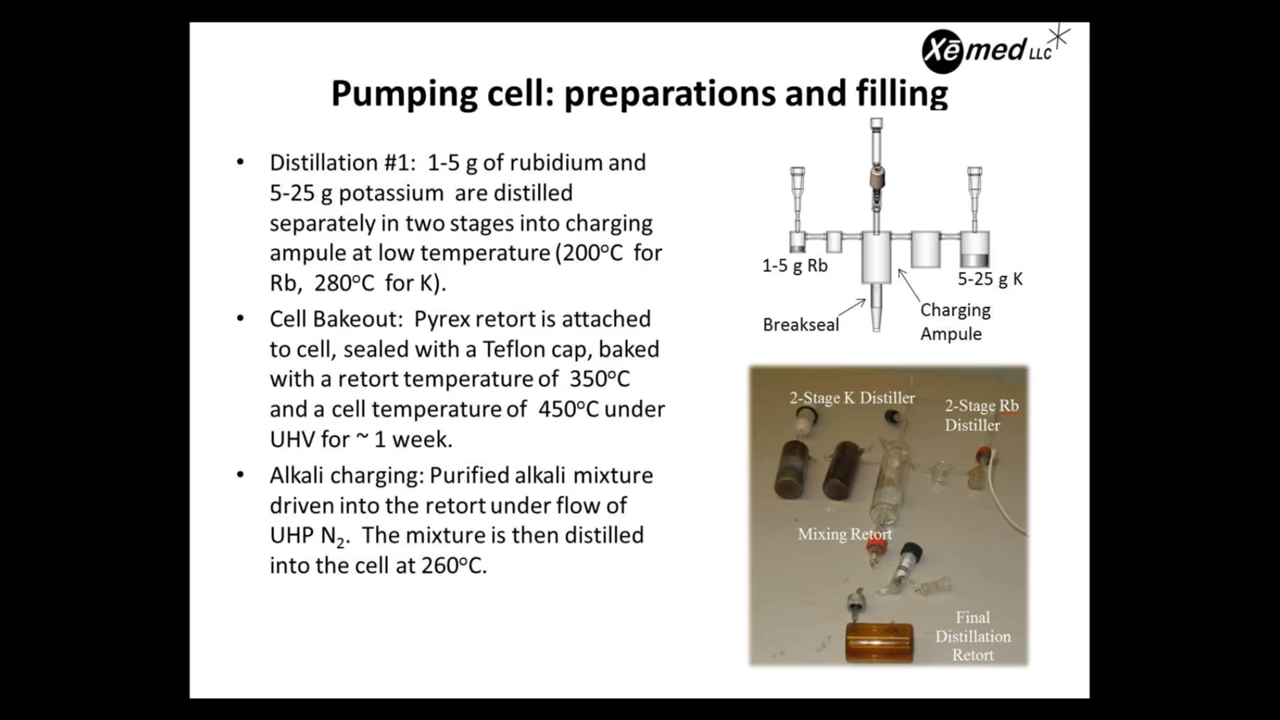 Xēmed LLC
Pumping cell: preparations and filling
• Distillation #1: 1-5 g of rubidium and
5-25 g potassium are distilled
separately in two stages into charging
ampule at low temperature (200°C for
Rb, 280°C for K).
• Cell Bakeout: Pyrex retort is attached
to cell, sealed with a Teflon cap, baked
with a retort temperature of 350°C
and a cell temperature of 450°C under
UHV for ~ 1 week.
• Alkali charging: Purified alkali mixture
driven into the retort under flow of
UHP N₂. The mixture is then distilled
into the cell at 260°C.
1-5 g Rb
5-25 g K
Breakseal
Charging
Ampule
2-Stage K Distiller
2-Stage Rb
Distiller
Mixing Retort
Final
Distillation
Retort